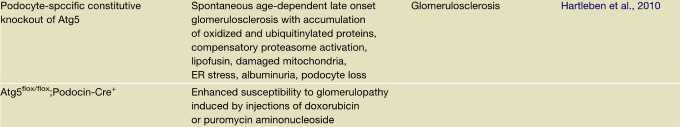 Podocyte-spccific constitutive Spontaneous age-dependent late onset Glomerulosclerosis Hartleben et al., 2010
knockout of Atg5 glomerulosclerosis with accumulation
of oxidized and ubiquitinylated proteins,
compensatory proteasome activation,
lipofusin, damaged mitochondria,
ER stress, albuminuria, podocyte loss
Atg5flox/flox;Podocin-Cre+ Enhanced susceptibility to glomerulopathy
induced by injections of doxorubicin
or puromycin aminonucleoside